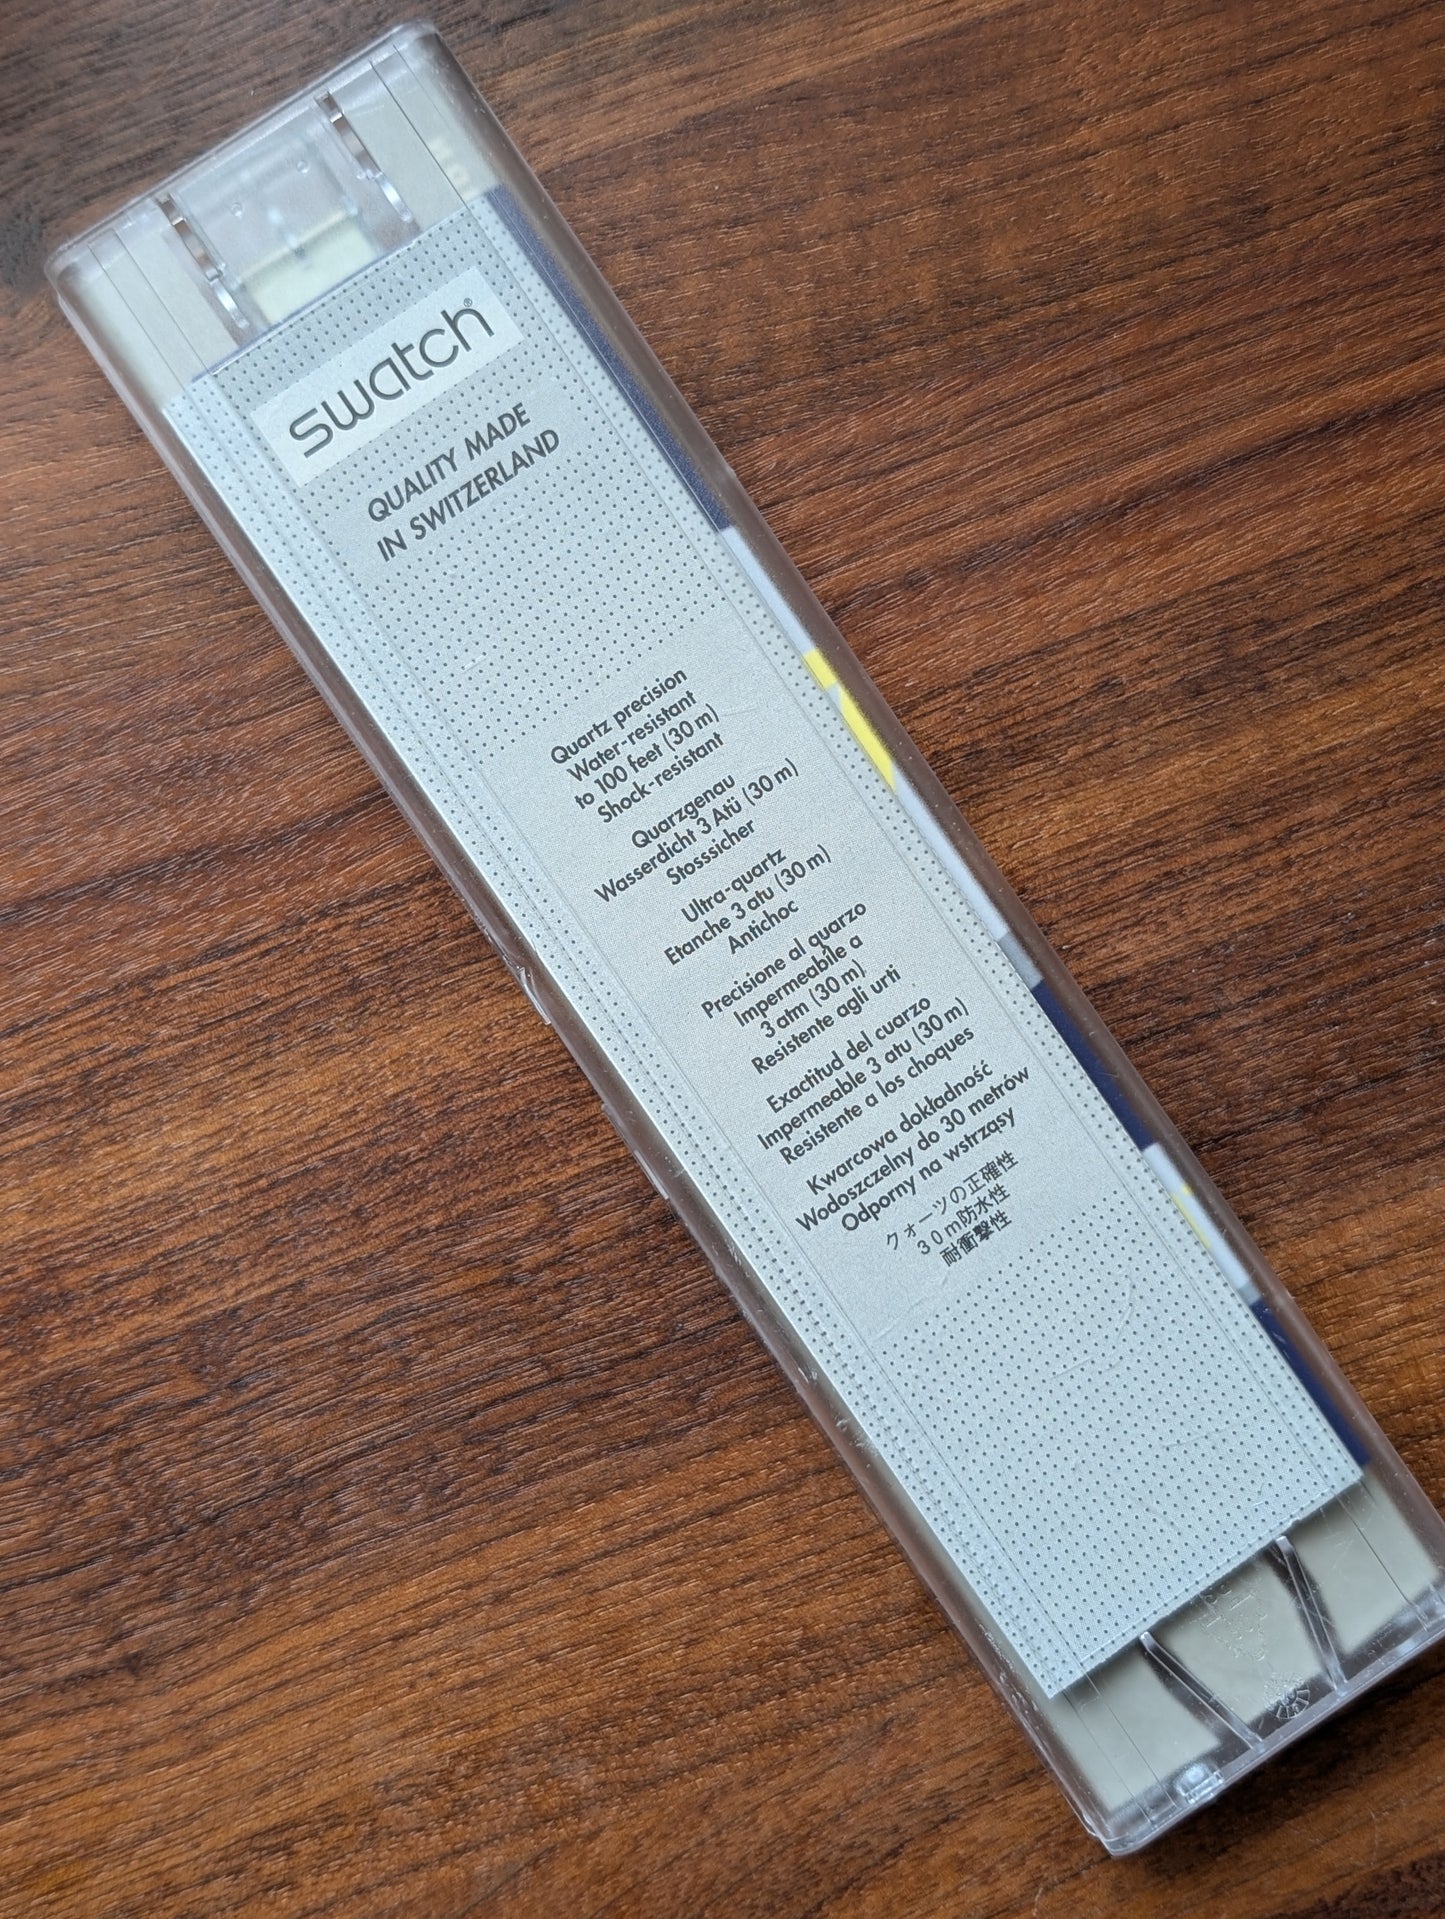 swatch®
QUALITY MADE
IN SWITZERLAND
Quartz precision
Water-resistant
to 100 feet (30 m)
Shock-resistant
Quarzgenau
Wasserdicht 3 Atü (30 m)
Stosssicher
Ultra-quartz
Etanche 3 atu (30 m)
Antichoc
Precisione al quarzo
Impermeabile a
3 atm (30 m)
Resistente agli urti
Exactitud del cuarzo
Impermeable 3 atu (30 m)
Resistente a los choques
Kwarcowa dokładność
Wodoszczelny do 30 metrów
Odporny na wstrząsy
クォーツの正確性
30m防水性
耐衝撃性